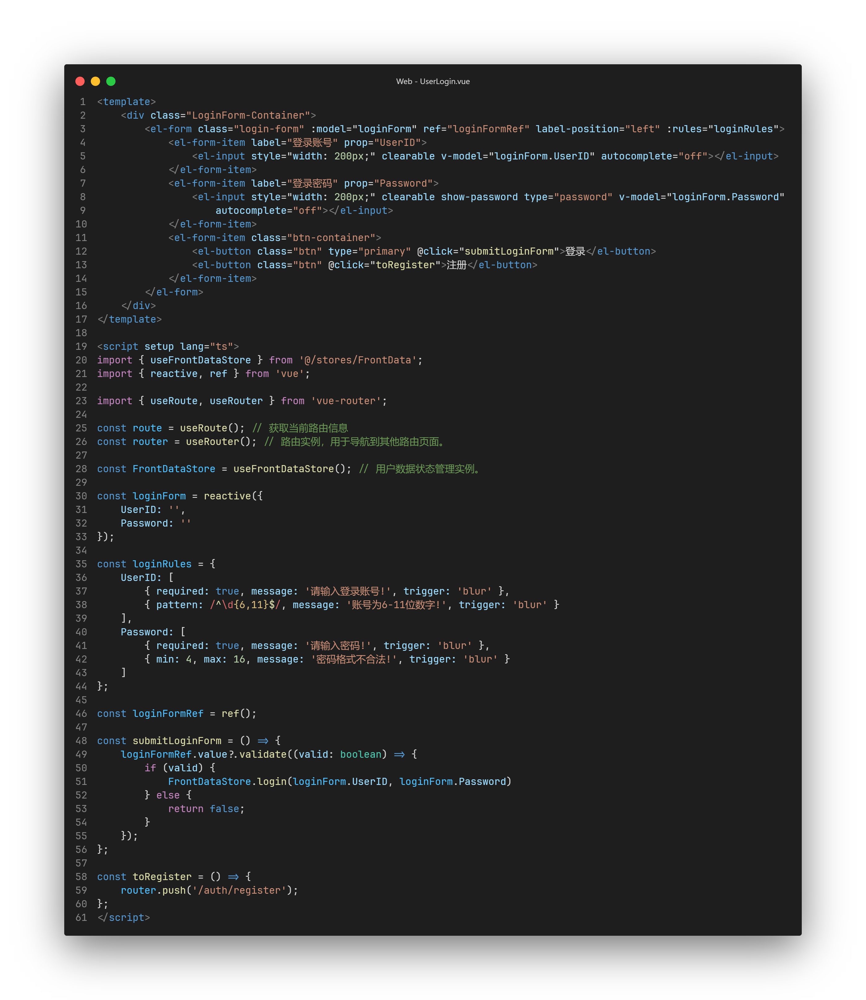 Web - UserLogin.vue
1 <template>
2     <div class="LoginForm-Container">
3         <el-form class="login-form" :model="loginForm" ref="loginFormRef" label-position="left" :rules="loginRules">
4             <el-form-item label="登录账号" prop="UserID">
5                 <el-input style="width: 200px;" clearable v-model="loginForm.UserID" autocomplete="off"></el-input>
6             </el-form-item>
7             <el-form-item label="登录密码" prop="Password">
8                 <el-input style="width: 200px;" clearable show-password type="password" v-model="loginForm.Password"
9                     autocomplete="off"></el-input>
10             </el-form-item>
11             <el-form-item class="btn-container">
12                 <el-button class="btn" type="primary" @click="submitLoginForm">登录</el-button>
13                 <el-button class="btn" @click="toRegister">注册</el-button>
14             </el-form-item>
15         </el-form>
16     </div>
17 </template>
18
19 <script setup lang="ts">
20 import { useFrontDataStore } from '@/stores/FrontData';
21 import { reactive, ref } from 'vue';
22
23 import { useRoute, useRouter } from 'vue-router';
24
25 const route = useRoute(); // 获取当前路由信息
26 const router = useRouter(); // 路由实例，用于导航到其他路由页面。
27
28 const FrontDataStore = useFrontDataStore(); // 用户数据状态管理实例。
29
30 const loginForm = reactive({
31     UserID: '',
32     Password: ''
33 });
34
35 const loginRules = {
36     UserID: [
37         { required: true, message: '请输入登录账号!', trigger: 'blur' },
38         { pattern: /^\d{6,11}$/, message: '账号为6-11位数字!', trigger: 'blur' }
39     ],
40     Password: [
41         { required: true, message: '请输入密码!', trigger: 'blur' },
42         { min: 4, max: 16, message: '密码格式不合法!', trigger: 'blur' }
43     ]
44 };
45
46 const loginFormRef = ref();
47
48 const submitLoginForm = () => {
49     loginFormRef.value?.validate((valid: boolean) => {
50         if (valid) {
51             FrontDataStore.login(loginForm.UserID, loginForm.Password)
52         } else {
53             return false;
54         }
55     });
56 };
57
58 const toRegister = () => {
59     router.push('/auth/register');
60 };
61 </script>